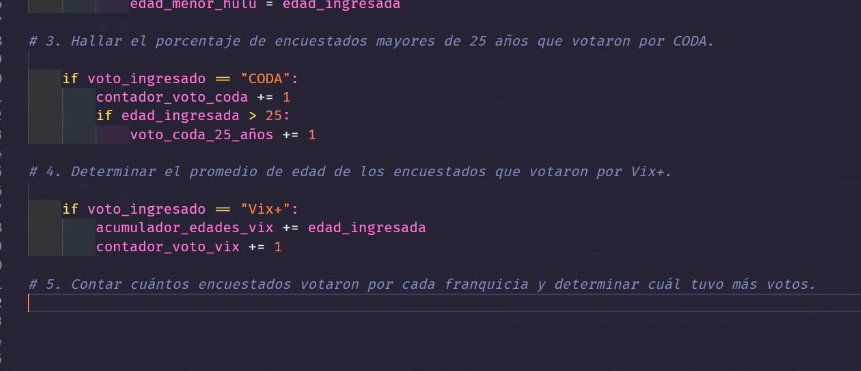 edad_menor_hulu = edad_ingresada
# 3. Hallar el porcentaje de encuestados mayores de 25 años que votaron por CODA.
if voto_ingresado == "CODA":
contador_voto_coda += 1
if edad_ingresada > 25:
voto_coda_25_años += 1
# 4. Determinar el promedio de edad de los encuestados que votaron por Vix+.
if voto_ingresado == "Vix+":
acumulador_edades_vix += edad_ingresada
contador_voto_vix += 1
# 5. Contar cuántos encuestados votaron por cada franquicia y determinar cuál tuvo más votos.